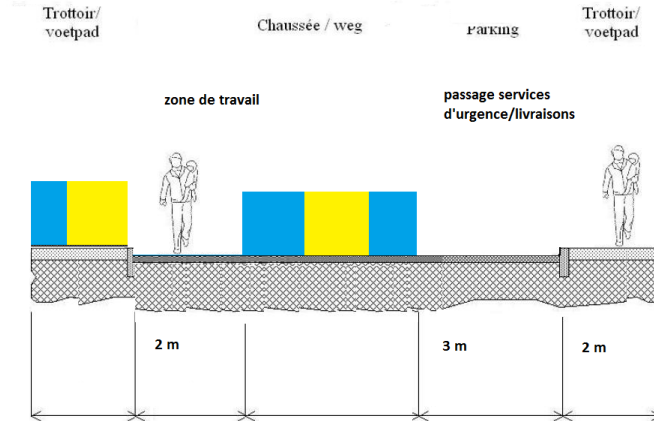 Trottoir/
voetpad
Chaussée / weg
Parking
Trottoir/
voetpad
zone de travail
passage services
d'urgence/livraisons
2 m
3 m
2 m